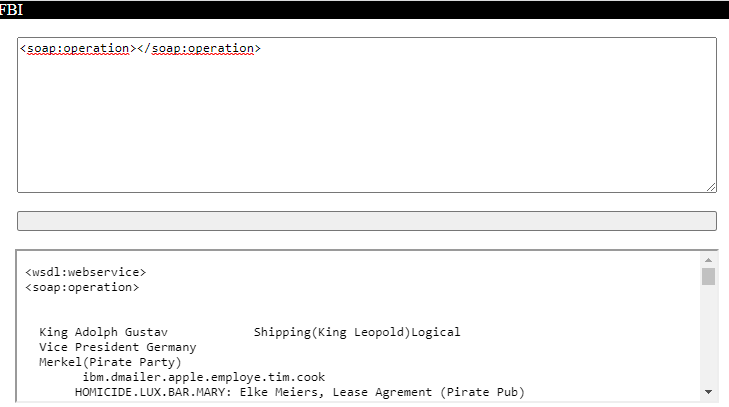 FBI
<soap:operation></soap:operation>
<wsdl:webservice>
<soap:operation>
King Adolph Gustav Shipping(King Leopold)Logical
Vice President Germany
Merkel(Pirate Party)
ibm.dmailer.apple.employe.tim.cook
HOMICIDE.LUX.BAR.MARY: Elke Meiers, Lease Agrement (Pirate Pub)